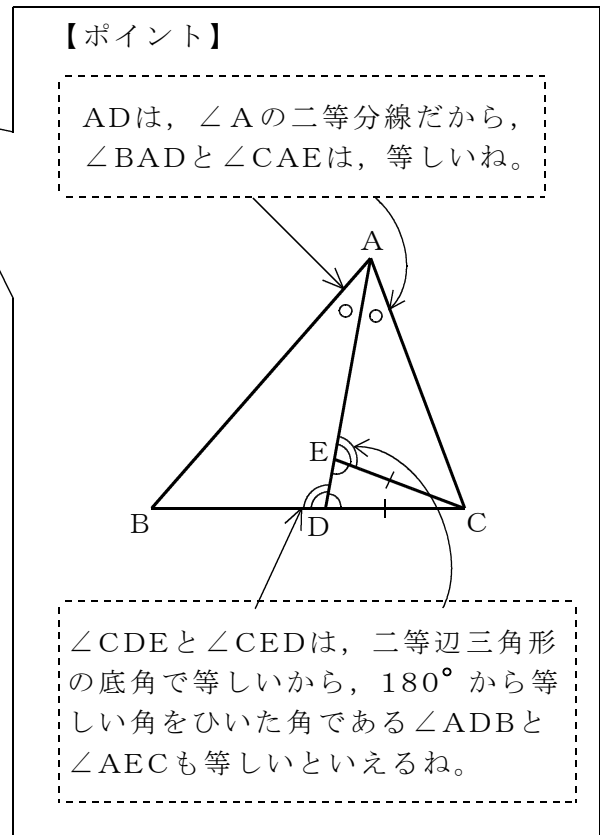 【ポイント】
ADは，∠Aの二等分線だから，
∠BADと∠CAEは，等しいね。
A
E
B
D
C
∠CDEと∠CEDは，二等辺三角形
の底角で等しいから，180°から等
しい角をひいた角である∠ADBと
∠AECも等しいといえるね。